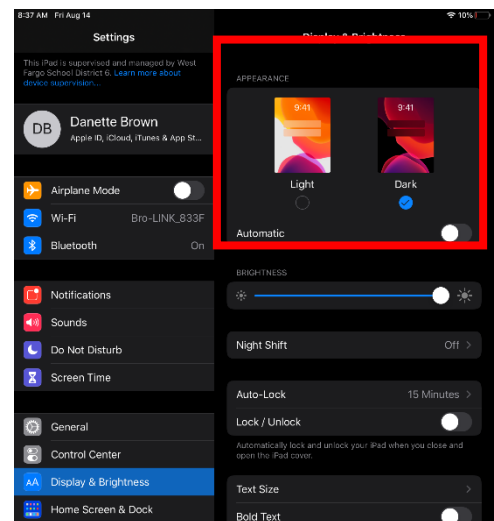 8:37 AM Fri Aug 14
10%
Settings
This iPad is supervised and managed by West
Fargo School District 6. Learn more about
device supervision...
DB
Danette Brown
Apple ID, iCloud, iTunes & App St...
Airplane Mode
Wi-Fi Bro-LINK_833F
Bluetooth On
Notifications
Sounds
Do Not Disturb
Screen Time
General
Control Center
AA Display & Brightness
Home Screen & Dock
Display & Brightness
APPEARANCE
9:41 9:41
Light Dark
Automatic
BRIGHTNESS
Night Shift Off
Auto-Lock 15 Minutes
Lock / Unlock
Automatically lock and unlock your iPad when you close and
open the iPad cover.
Text Size
Bold Text